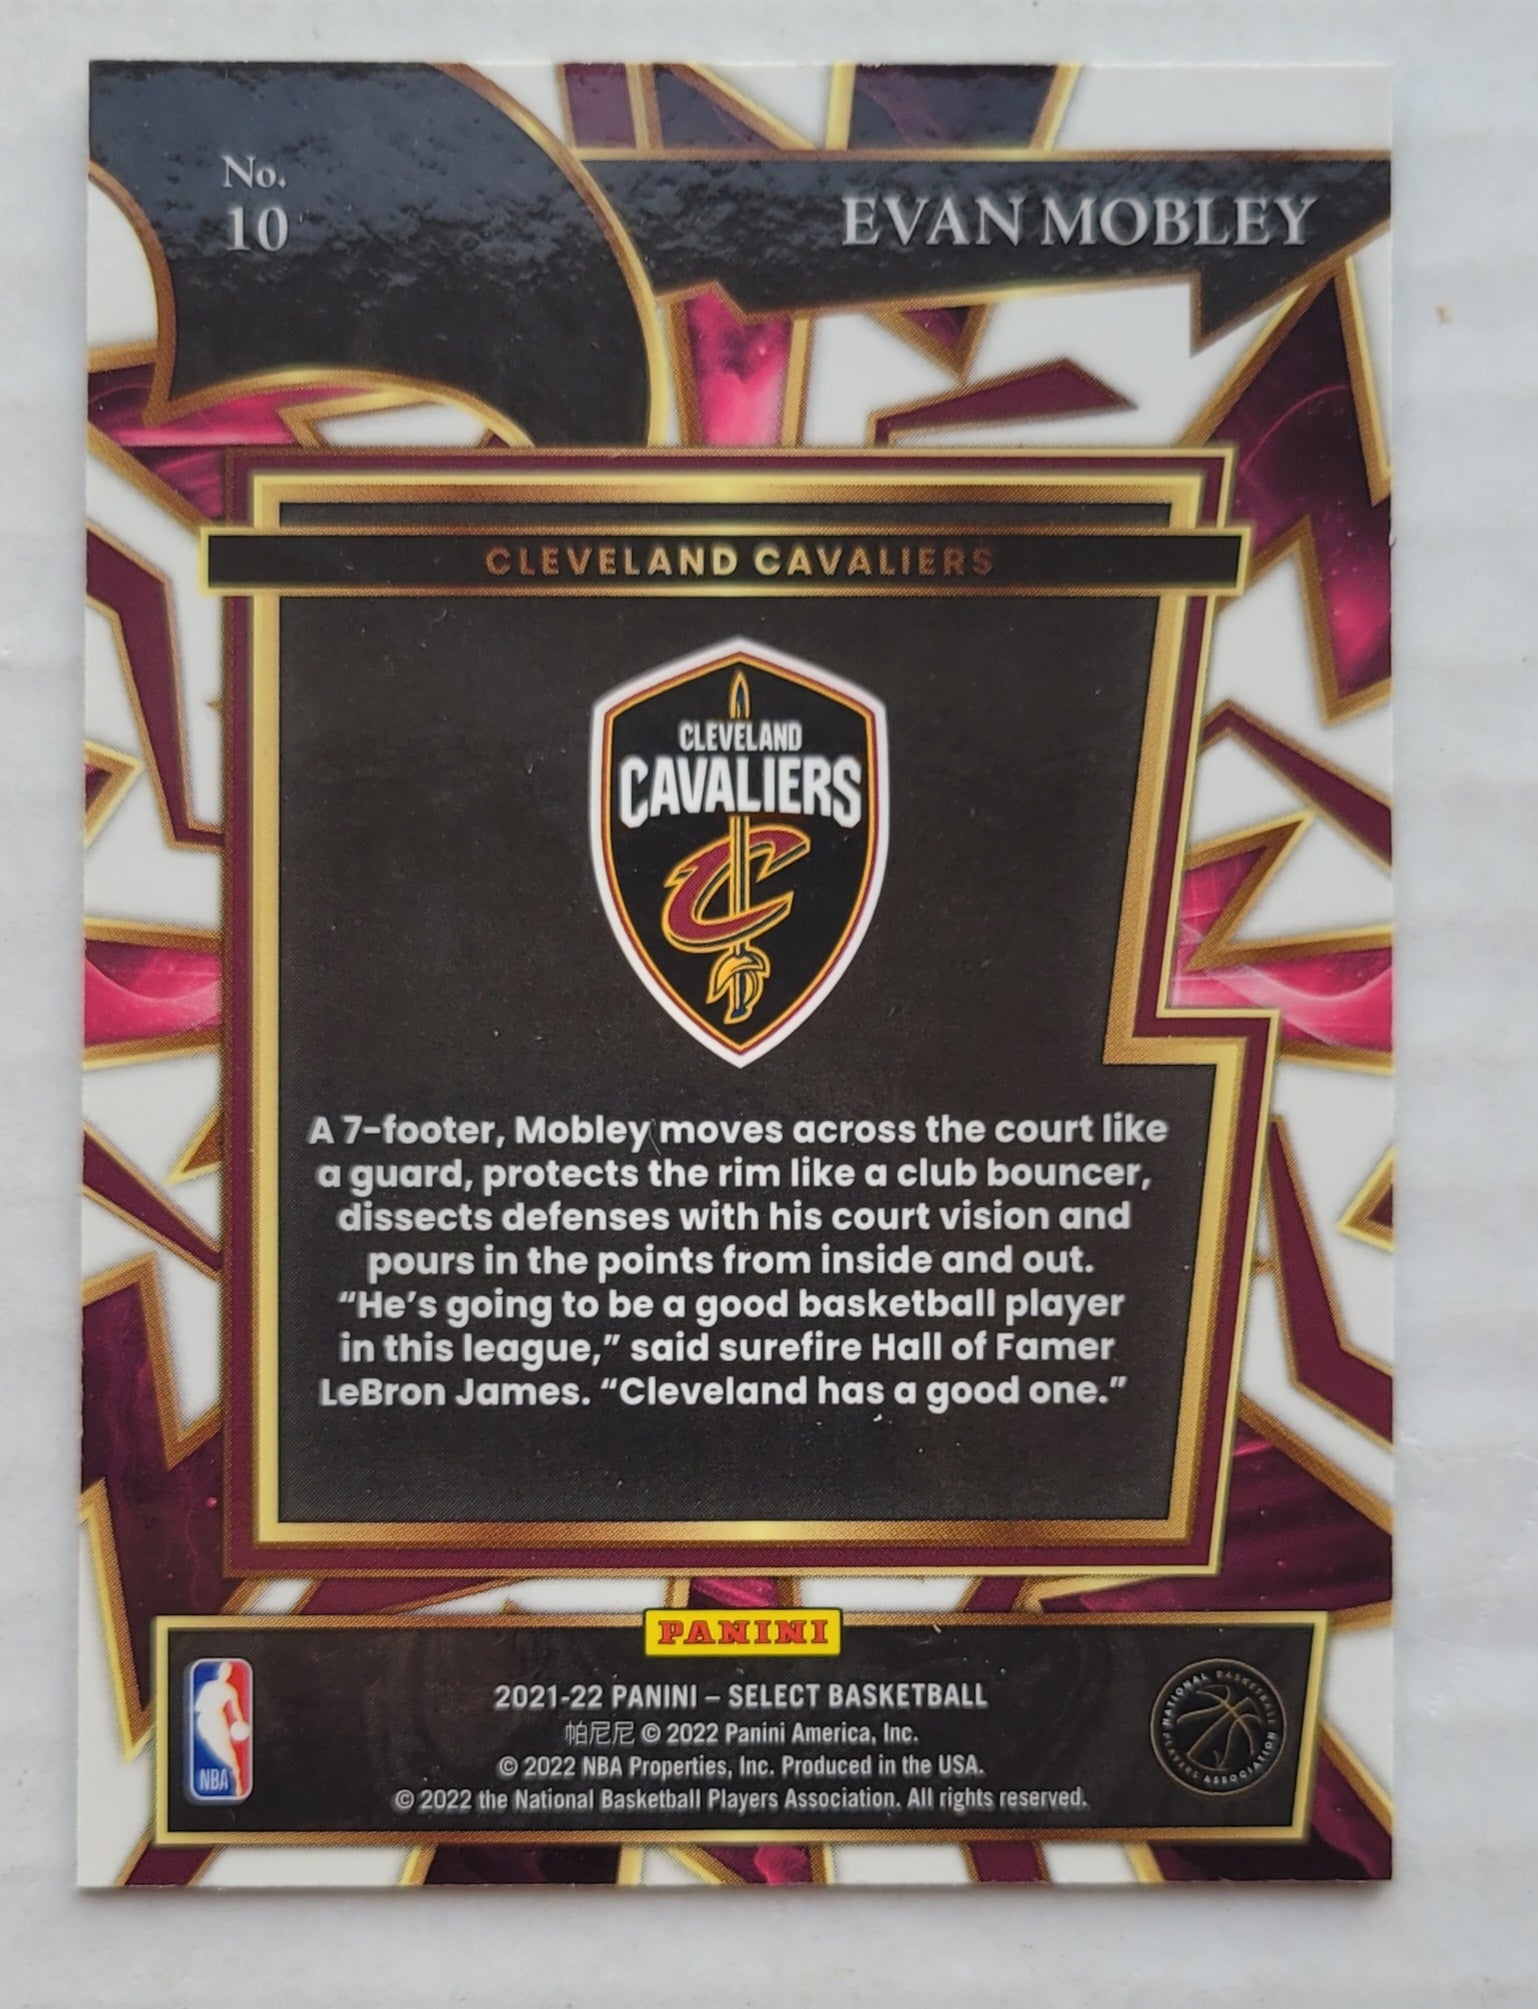 No.
10
EVAN MOBLEY
CLEVELAND CAVALIERS
CLEVELAND
CAVALIERS
C
A 7-footer, Mobley moves across the court like
a guard, protects the rim like a club bouncer,
dissects defenses with his court vision and
pours in the points from inside and out.
“He’s going to be a good basketball player
in this league,” said surefire Hall of Famer
LeBron James. “Cleveland has a good one.”
PANINI
2021-22 PANINI – SELECT BASKETBALL
帕尼尼 © 2022 Panini America, Inc.
© 2022 NBA Properties, Inc. Produced in the USA.
© 2022 the National Basketball Players Association. All rights reserved.
NBA
NATIONAL BASKETBALL
PLAYERS ASSOCIATION